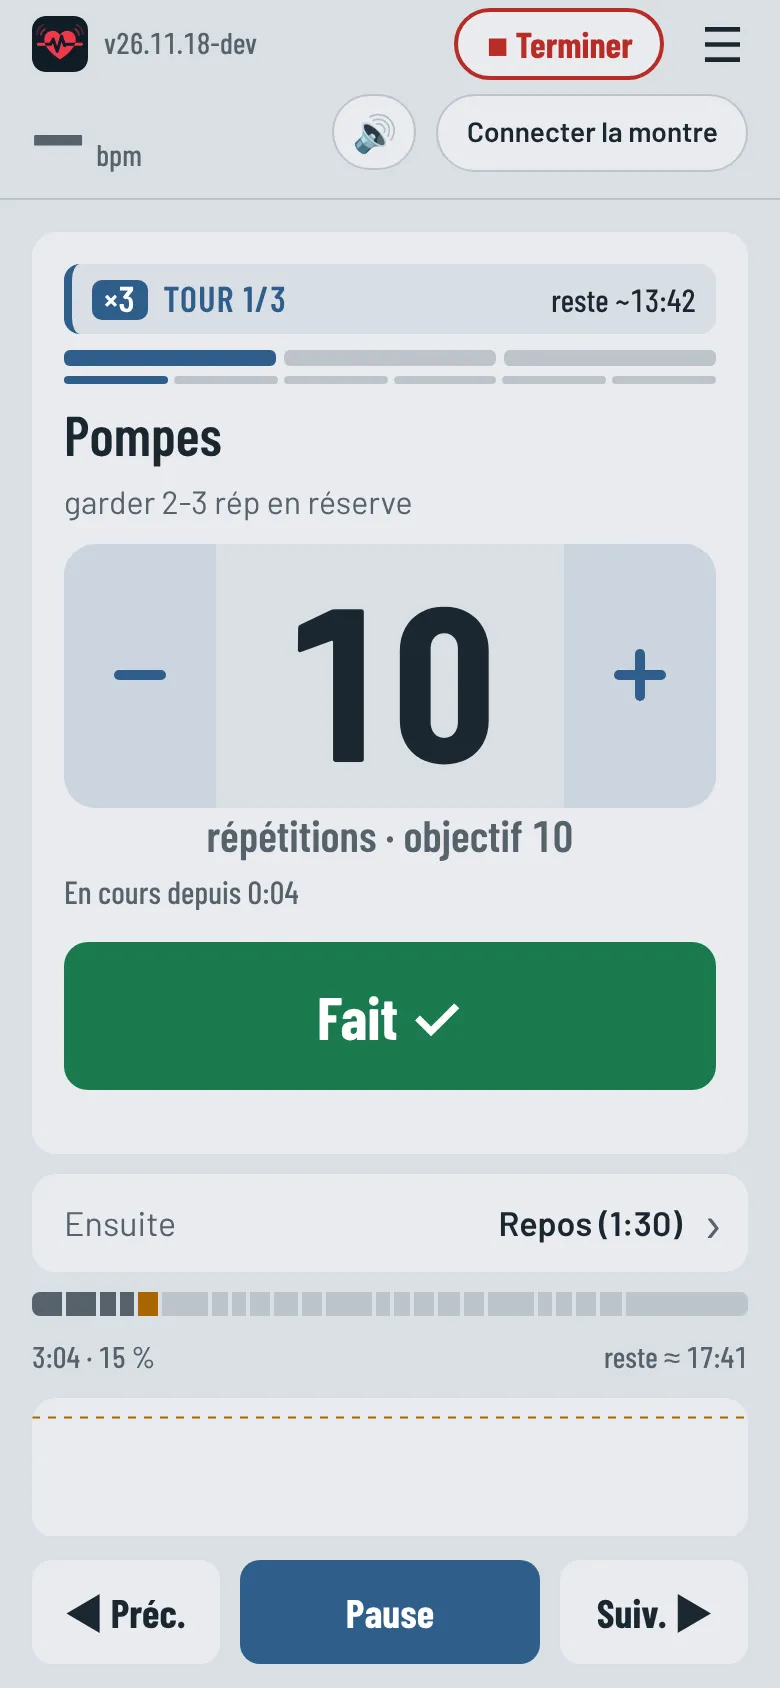 v26.11.18-dev
■ Terminer
— bpm
Connecter la montre
×3 TOUR 1/3
reste ~13:42
Pompes
garder 2-3 rép en réserve
− 10 +
répétitions · objectif 10
En cours depuis 0:04
Fait ✓
Ensuite
Repos (1:30) ›
3:04 · 15 %
reste ≈ 17:41
◀ Préc.
Pause
Suiv. ▶